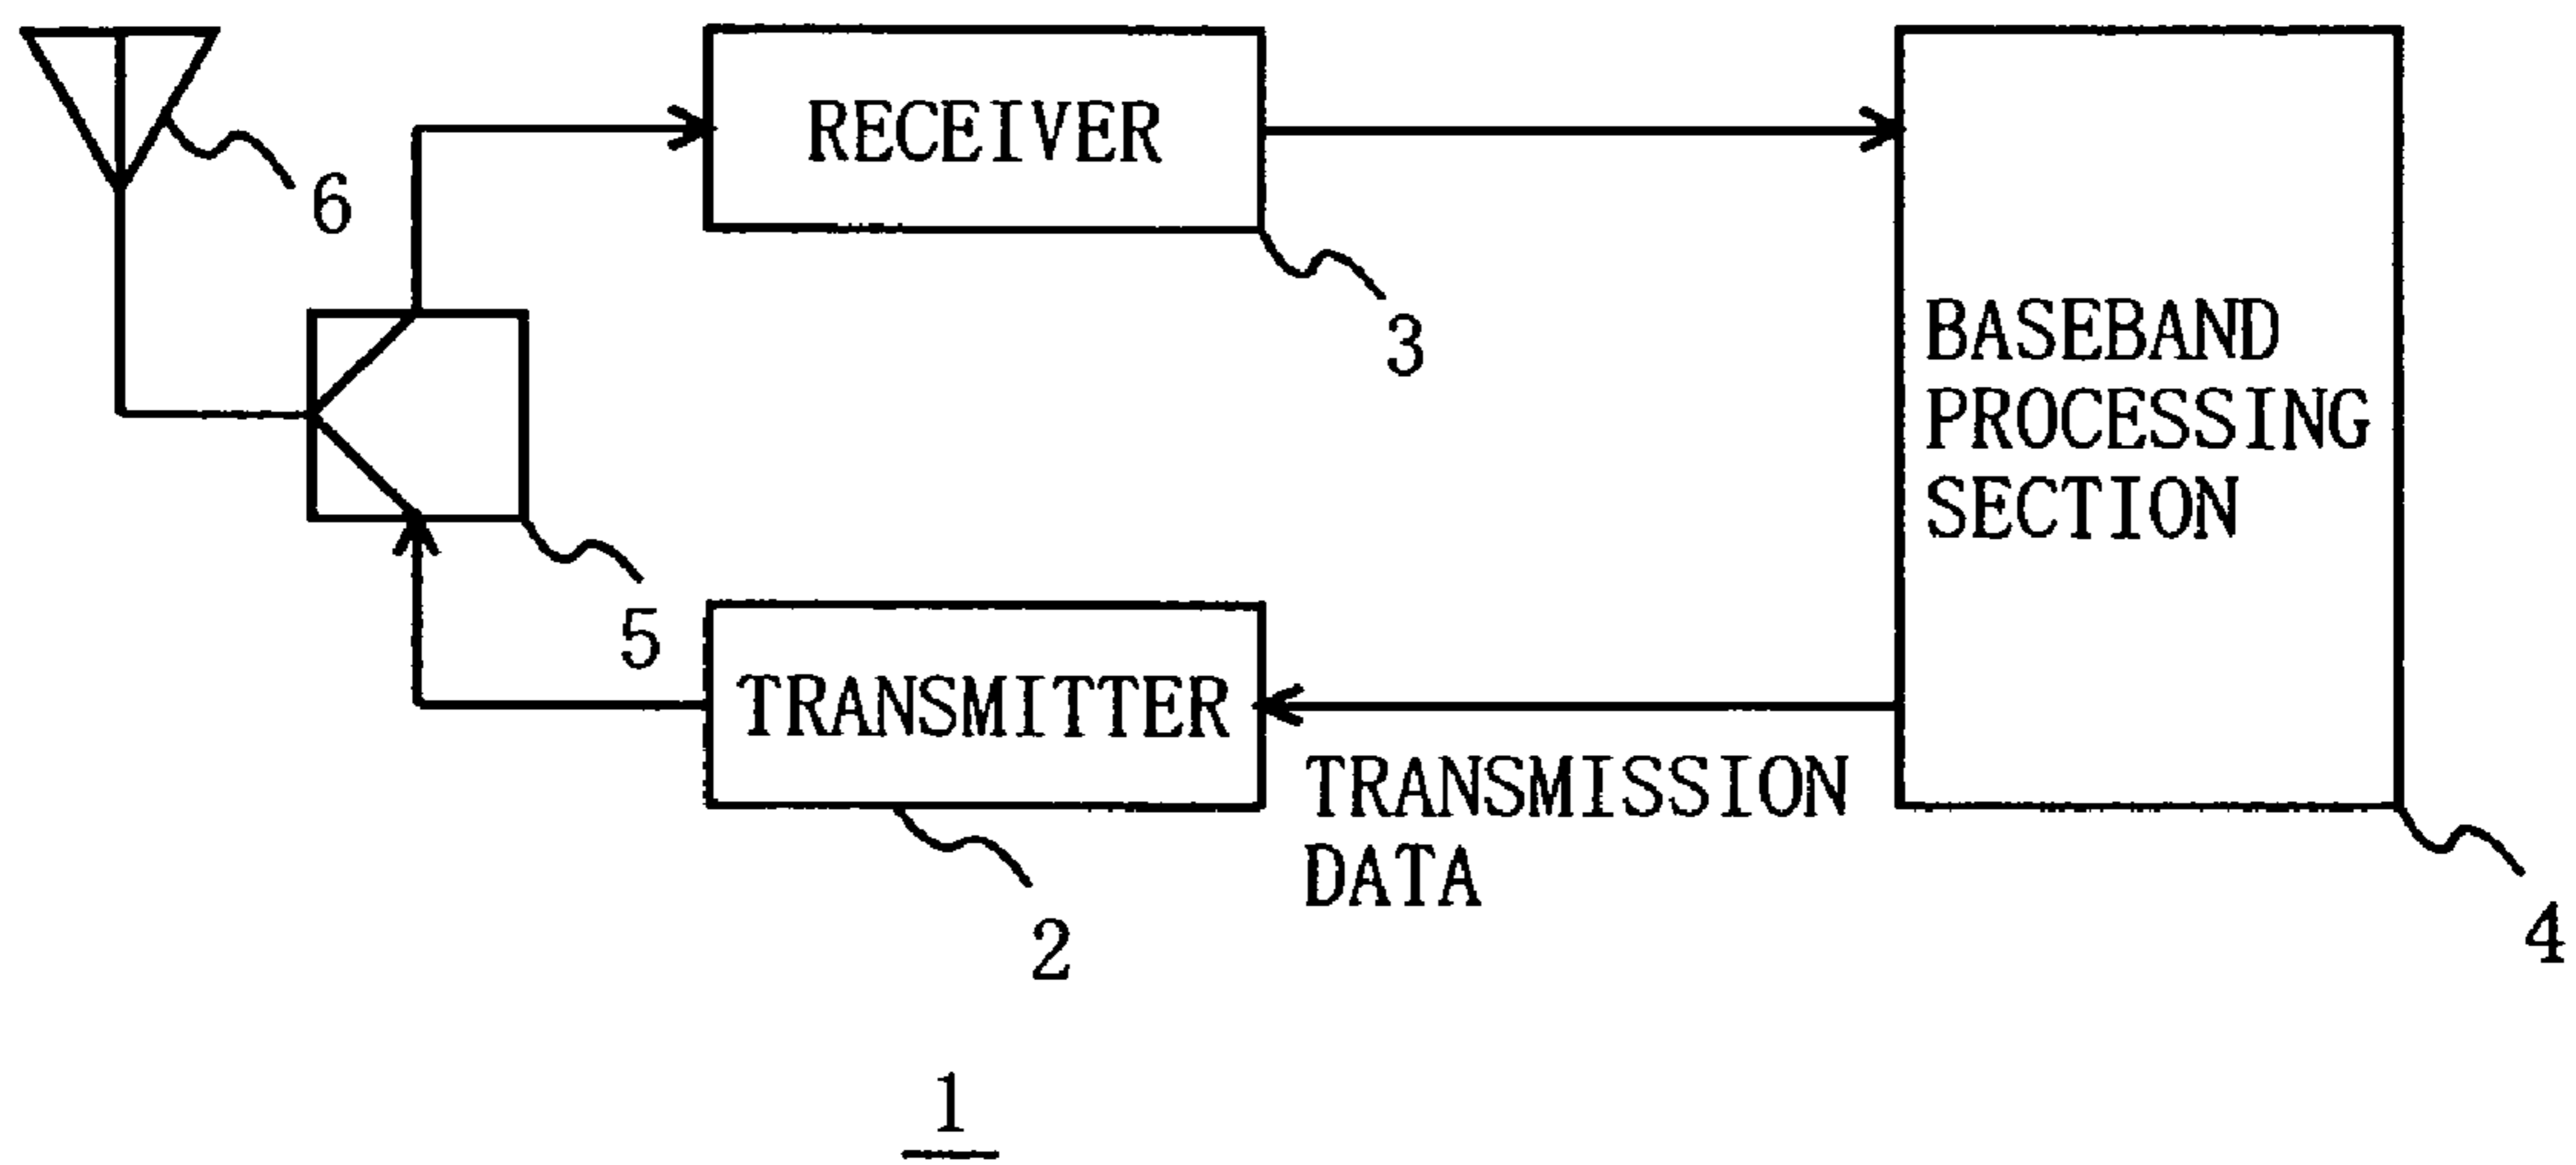 RECEIVER
6
3
BASEBAND
PROCESSING
SECTION
5
TRANSMITTER
TRANSMISSION
DATA
2
4
1